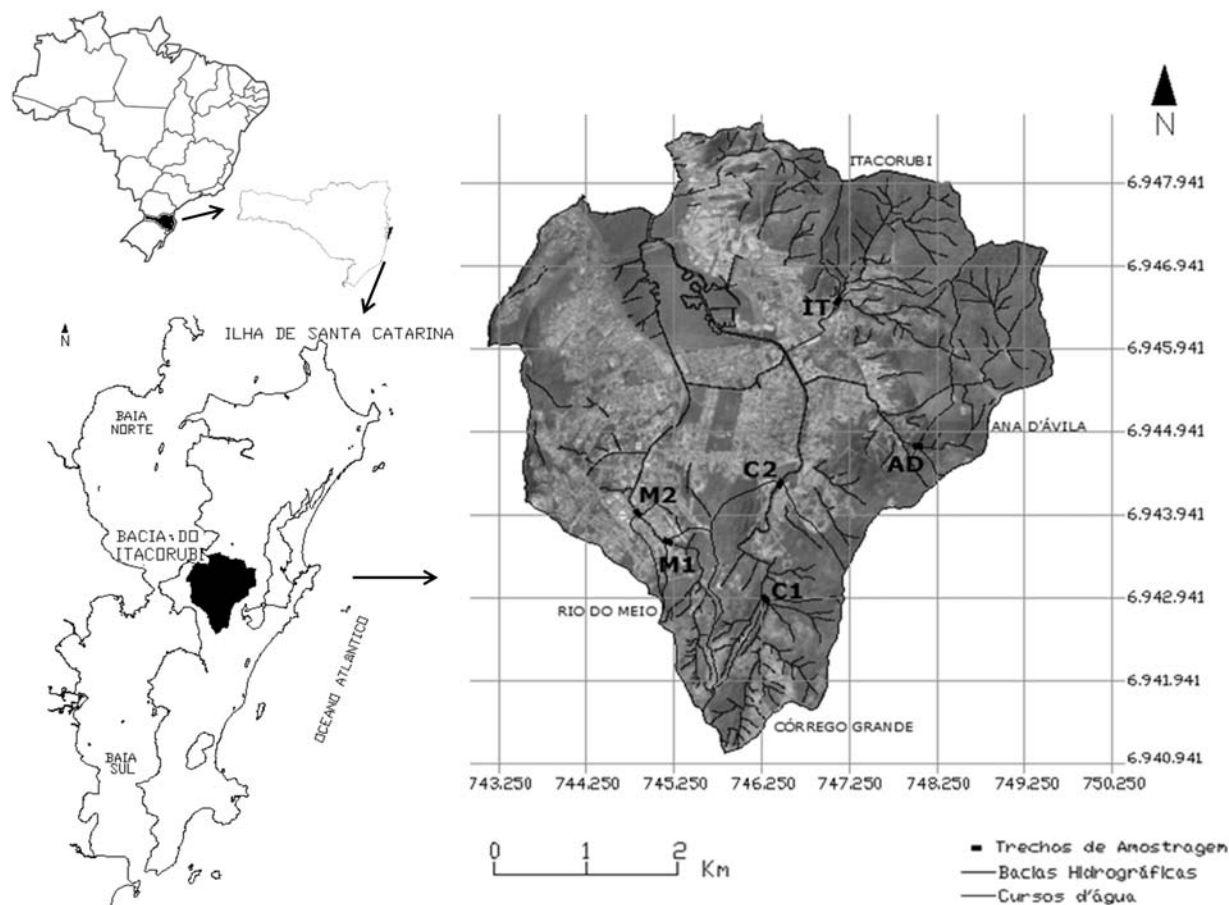 N
ILHA DE SANTA CATARINA
BAIA
NORTE
BACIA DO
ITACORUBI
OCEANO ATLÂNTICO
BAIA
SUL
N
ITACORUBI
IT
ANA D'ÁVILA
AD
C2
M2
M1
C1
RIO DO MEIO
CÓRREGO GRANDE
6.947.941
6.946.941
6.945.941
6.944.941
6.943.941
6.942.941
6.941.941
6.940.941
743.250 744.250 745.250 746.250 747.250 748.250 749.250 750.250
0 1 2
Km
Trechos de Amostragem
Bacias Hidrográficas
Cursos d'água